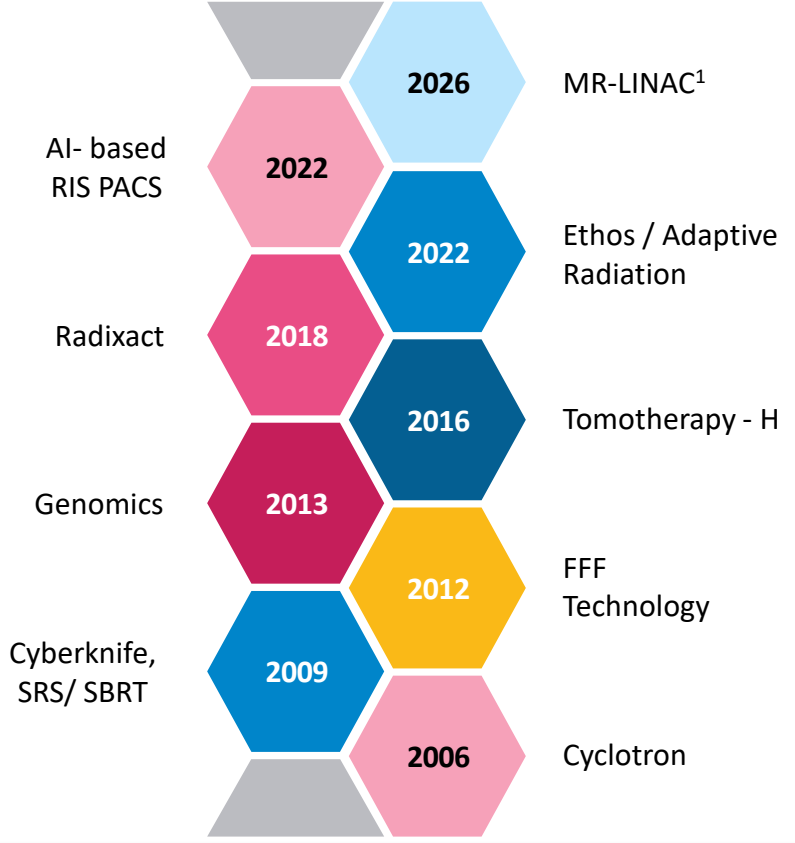 2026
MR-LINAC¹
AI- based
RIS PACS
2022
2022
Ethos / Adaptive
Radiation
Radixact
2018
2016
Tomotherapy - H
Genomics
2013
2012
FFF
Technology
Cyberknife,
SRS/ SBRT
2009
2006
Cyclotron